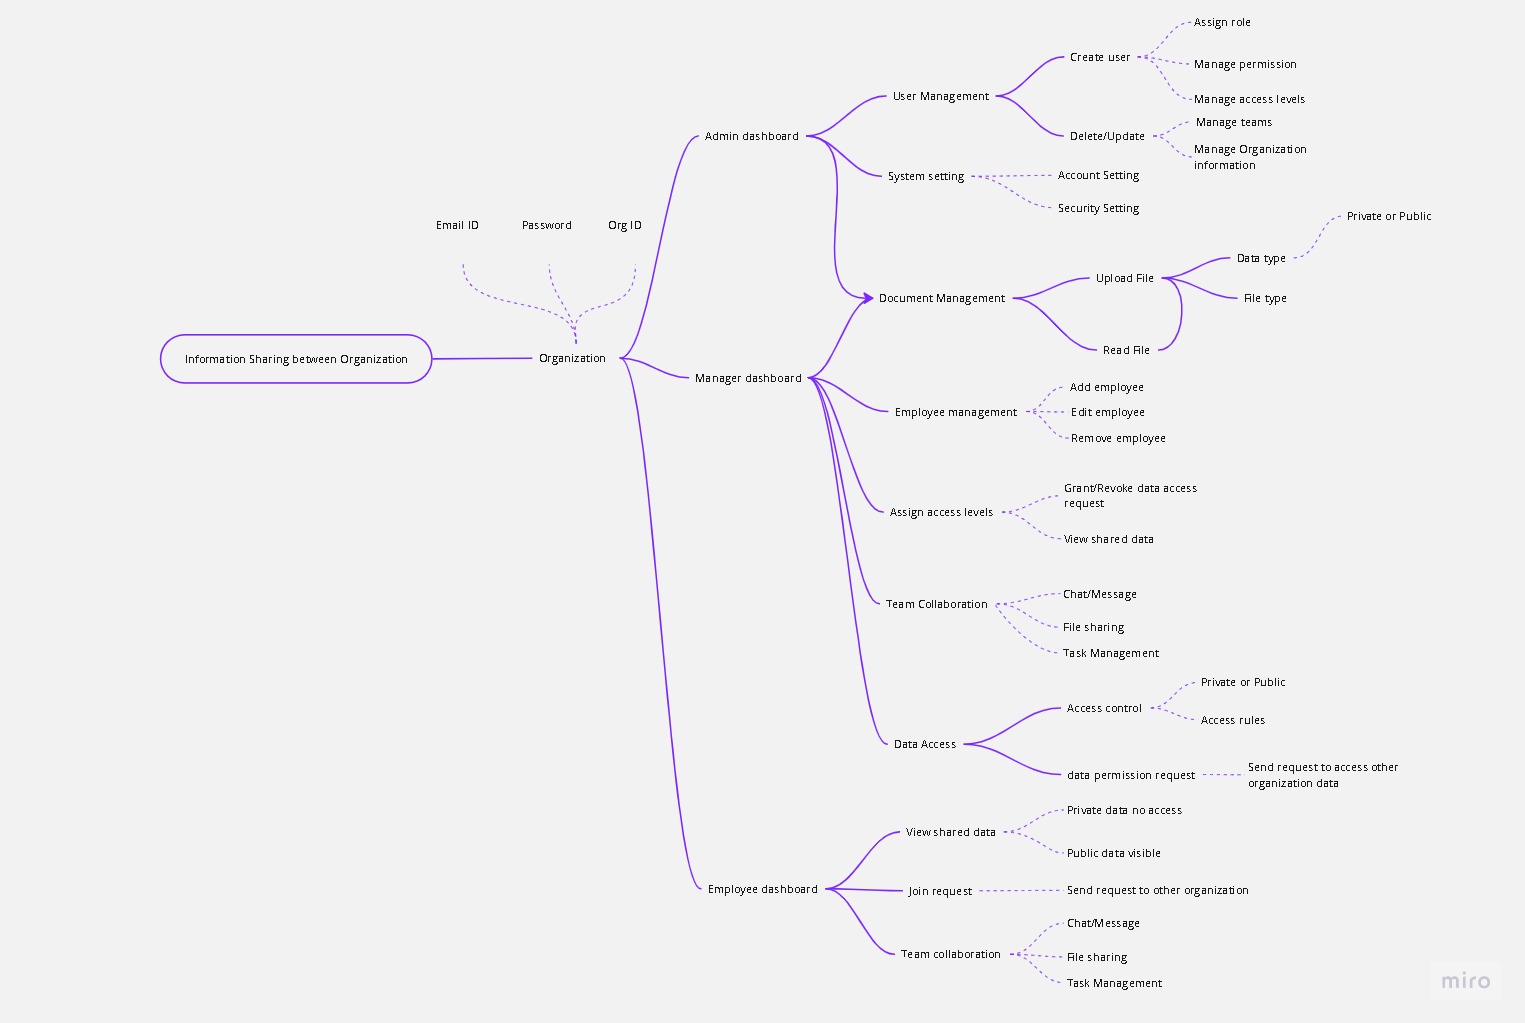 Assign role
Create user
Manage permission
User Management
Manage access levels
Manage teams
Admin dashboard
Delete/Update
Manage Organization
information
System setting
Account Setting
Security Setting
Private or Public
Email ID
Password
Org ID
Data type
Upload File
Document Management
File type
Read File
Information Sharing between Organization
Organization
Manager dashboard
Add employee
Employee management
Edit employee
Remove employee
Grant/Revoke data access
request
Assign access levels
View shared data
Chat/Message
Team Collaboration
File sharing
Task Management
Private or Public
Access control
Access rules
Data Access
data permission request
Send request to access other
organization data
Private data no access
View shared data
Public data visible
Employee dashboard
Join request
Send request to other organization
Chat/Message
Team collaboration
File sharing
Task Management
miro